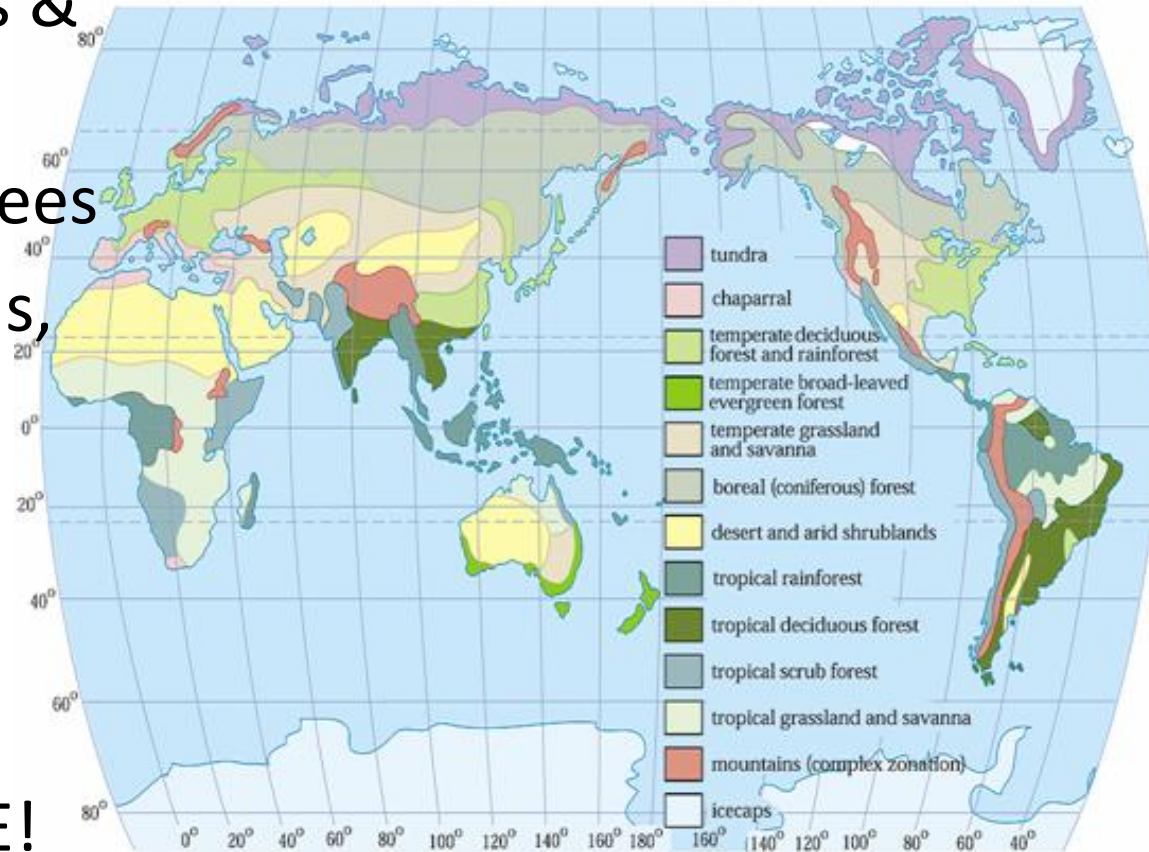 s &
80°
60°
ees
40°
s,
20°
0°
20°
40°
60°
80°
E!
tundra
chaparral
temperate deciduous
forest and rainforest
temperate broad-leaved
evergreen forest
temperate grassland
and savanna
boreal (coniferous) forest
desert and arid shrublands
tropical rainforest
tropical deciduous forest
tropical scrub forest
tropical grassland and savanna
mountains (complex zonation)
icecaps
0° 20° 40° 60° 80° 100° 120° 140° 160° 180° 160° 140° 120° 100° 80° 60° 40°